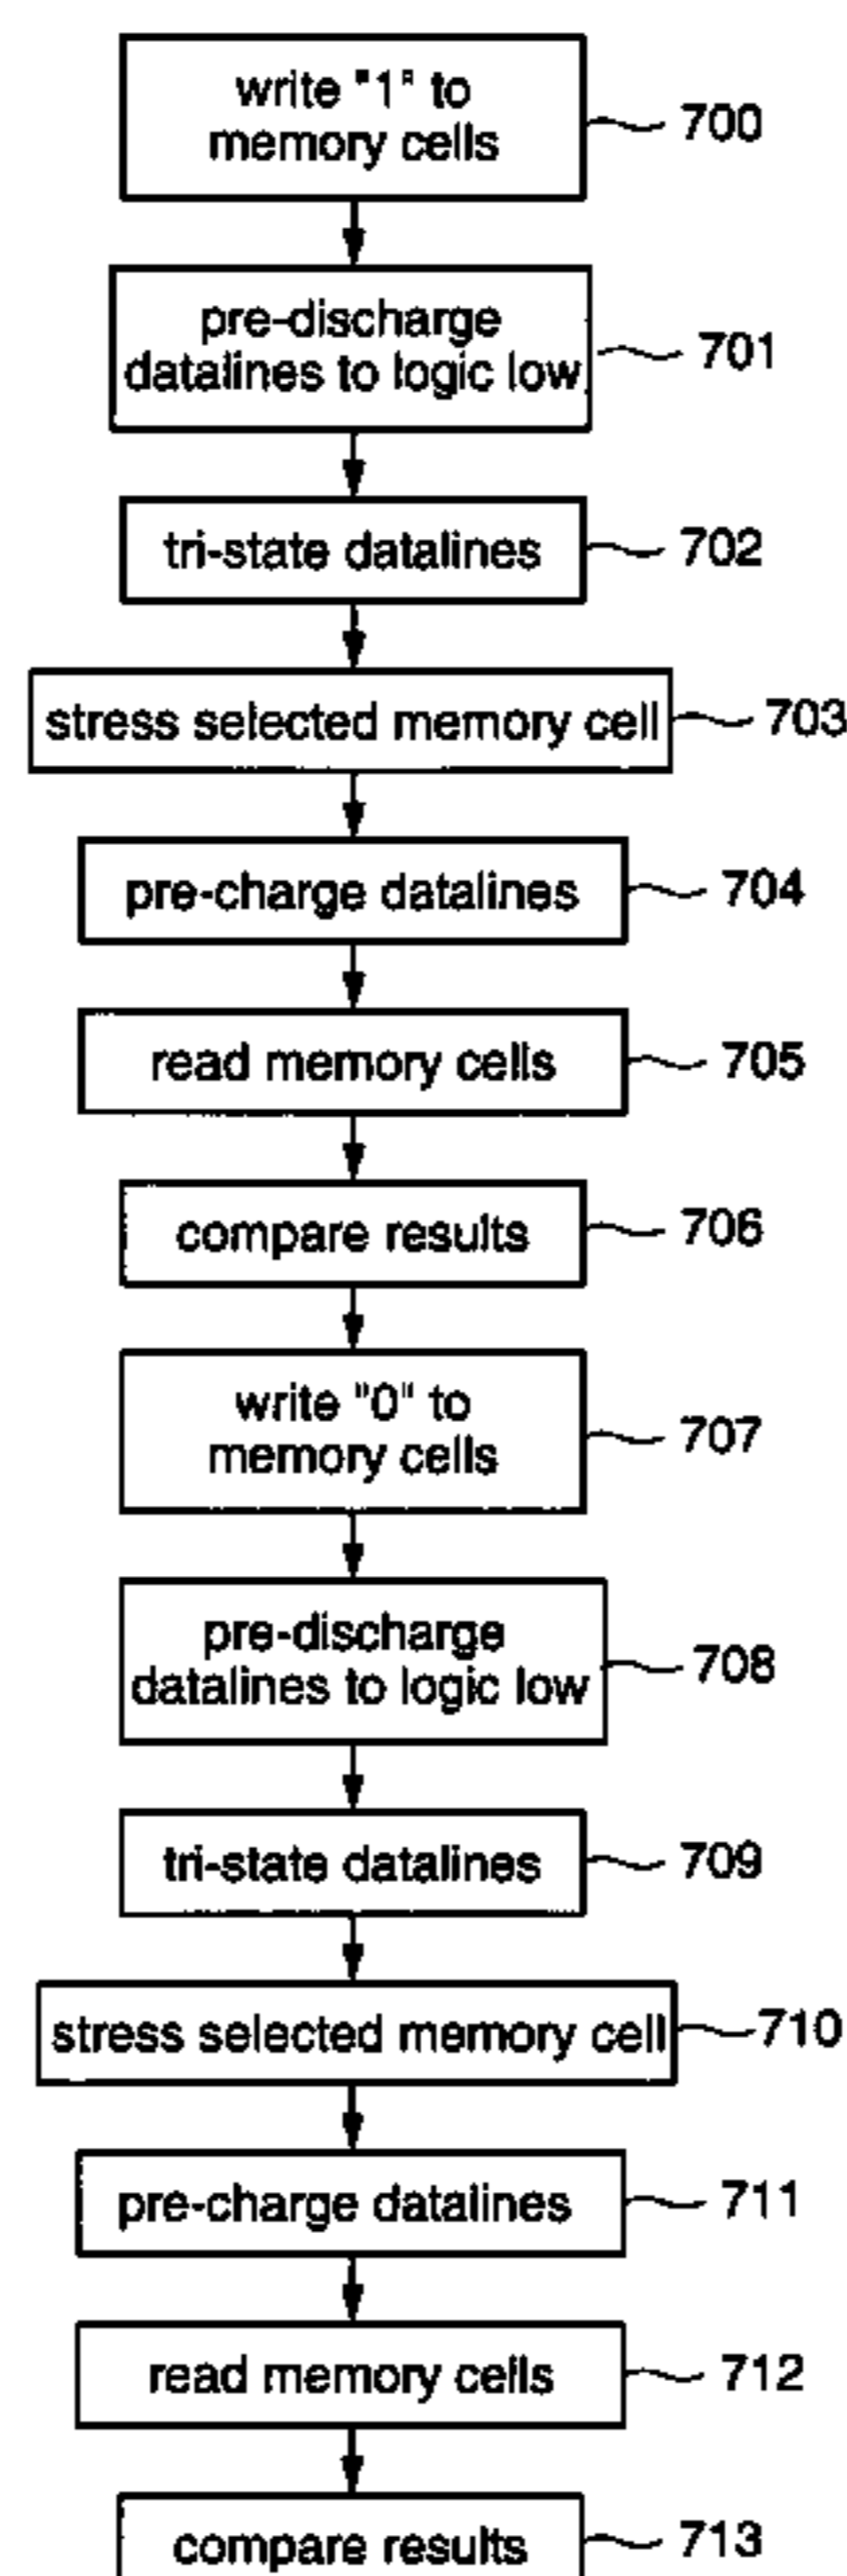 write "1" to
memory cells
700
pre-discharge
datalines to logic low
701
tri-state datalines
702
stress selected memory cell
703
pre-charge datalines
704
read memory cells
705
compare results
706
write "0" to
memory cells
707
pre-discharge
datalines to logic low
708
tri-state datalines
709
stress selected memory cell
710
pre-charge datalines
711
read memory cells
712
compare results
713